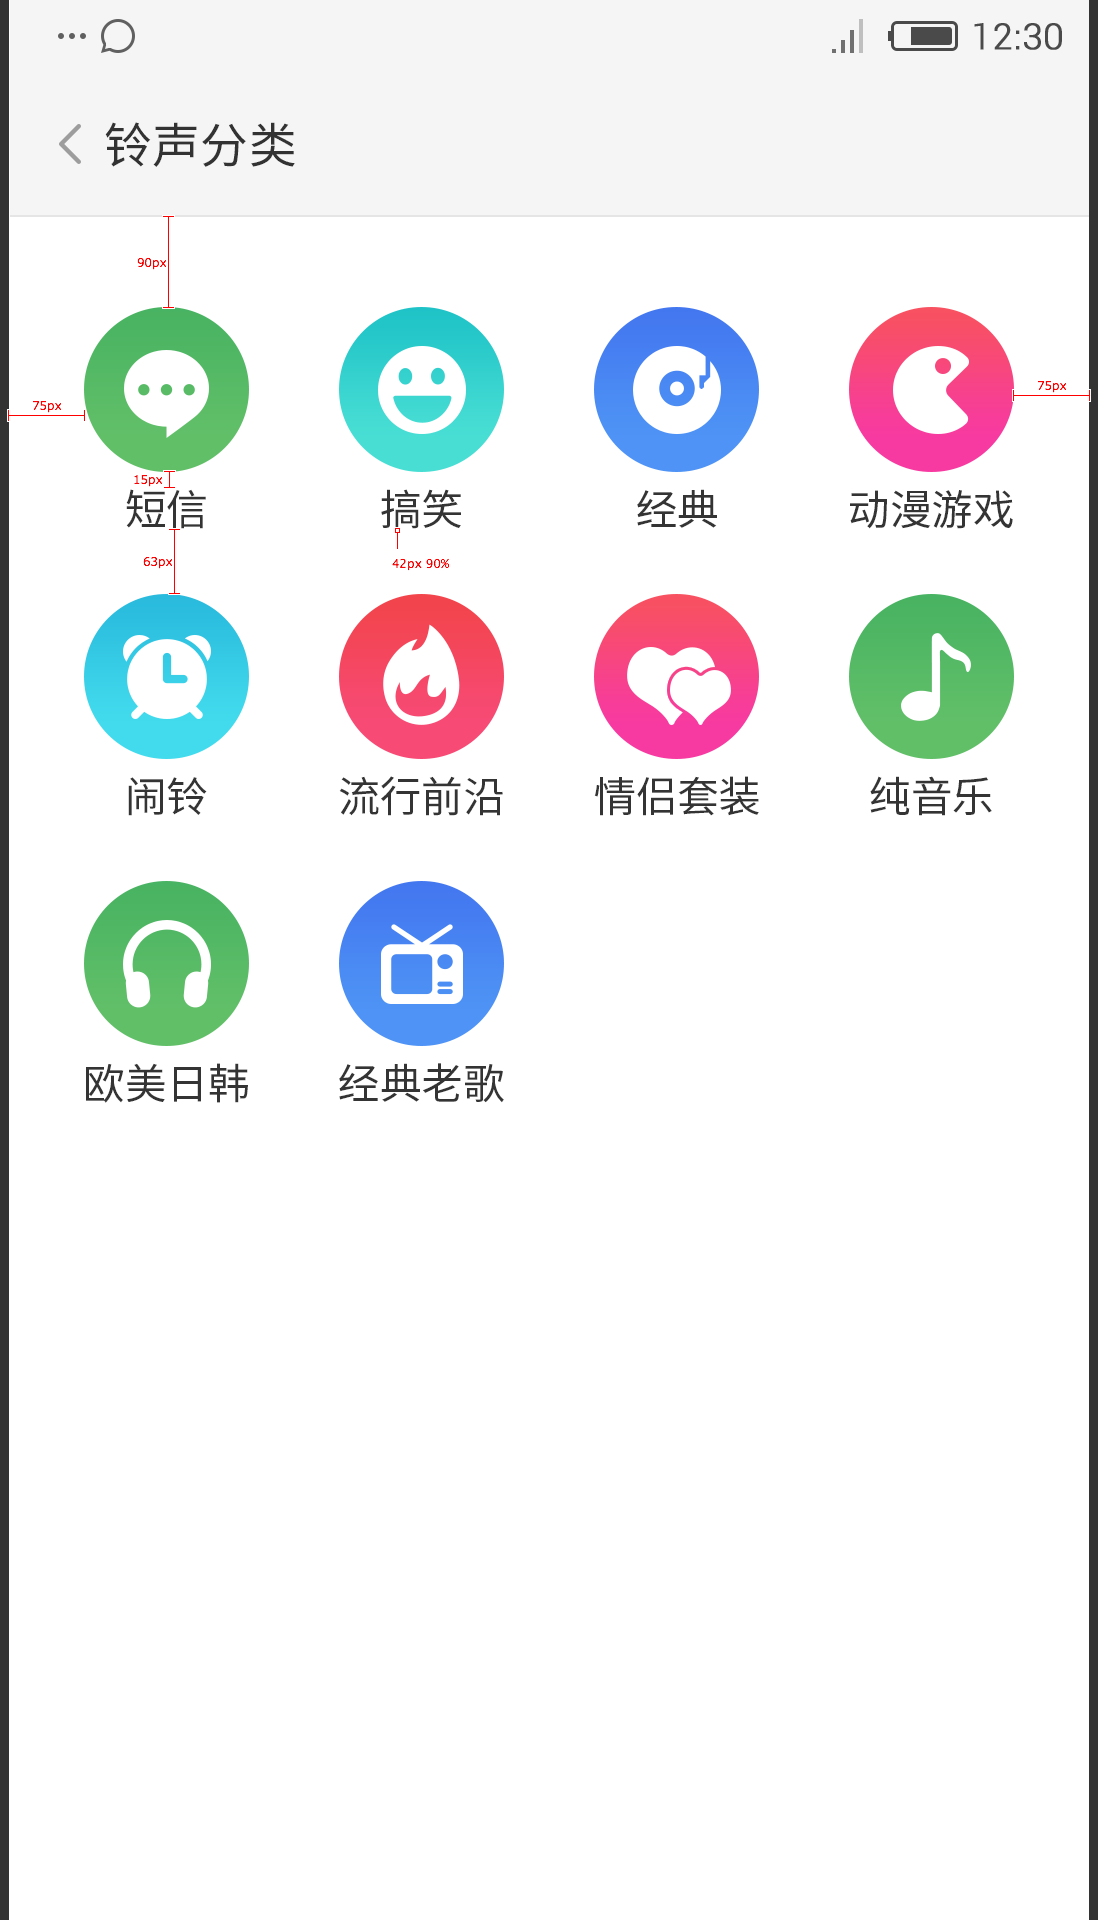 12:30
铃声分类
90px
75px
75px
15px
短信
搞笑
经典
动漫游戏
63px
42px 90%
闹铃
流行前沿
情侣套装
纯音乐
欧美日韩
经典老歌